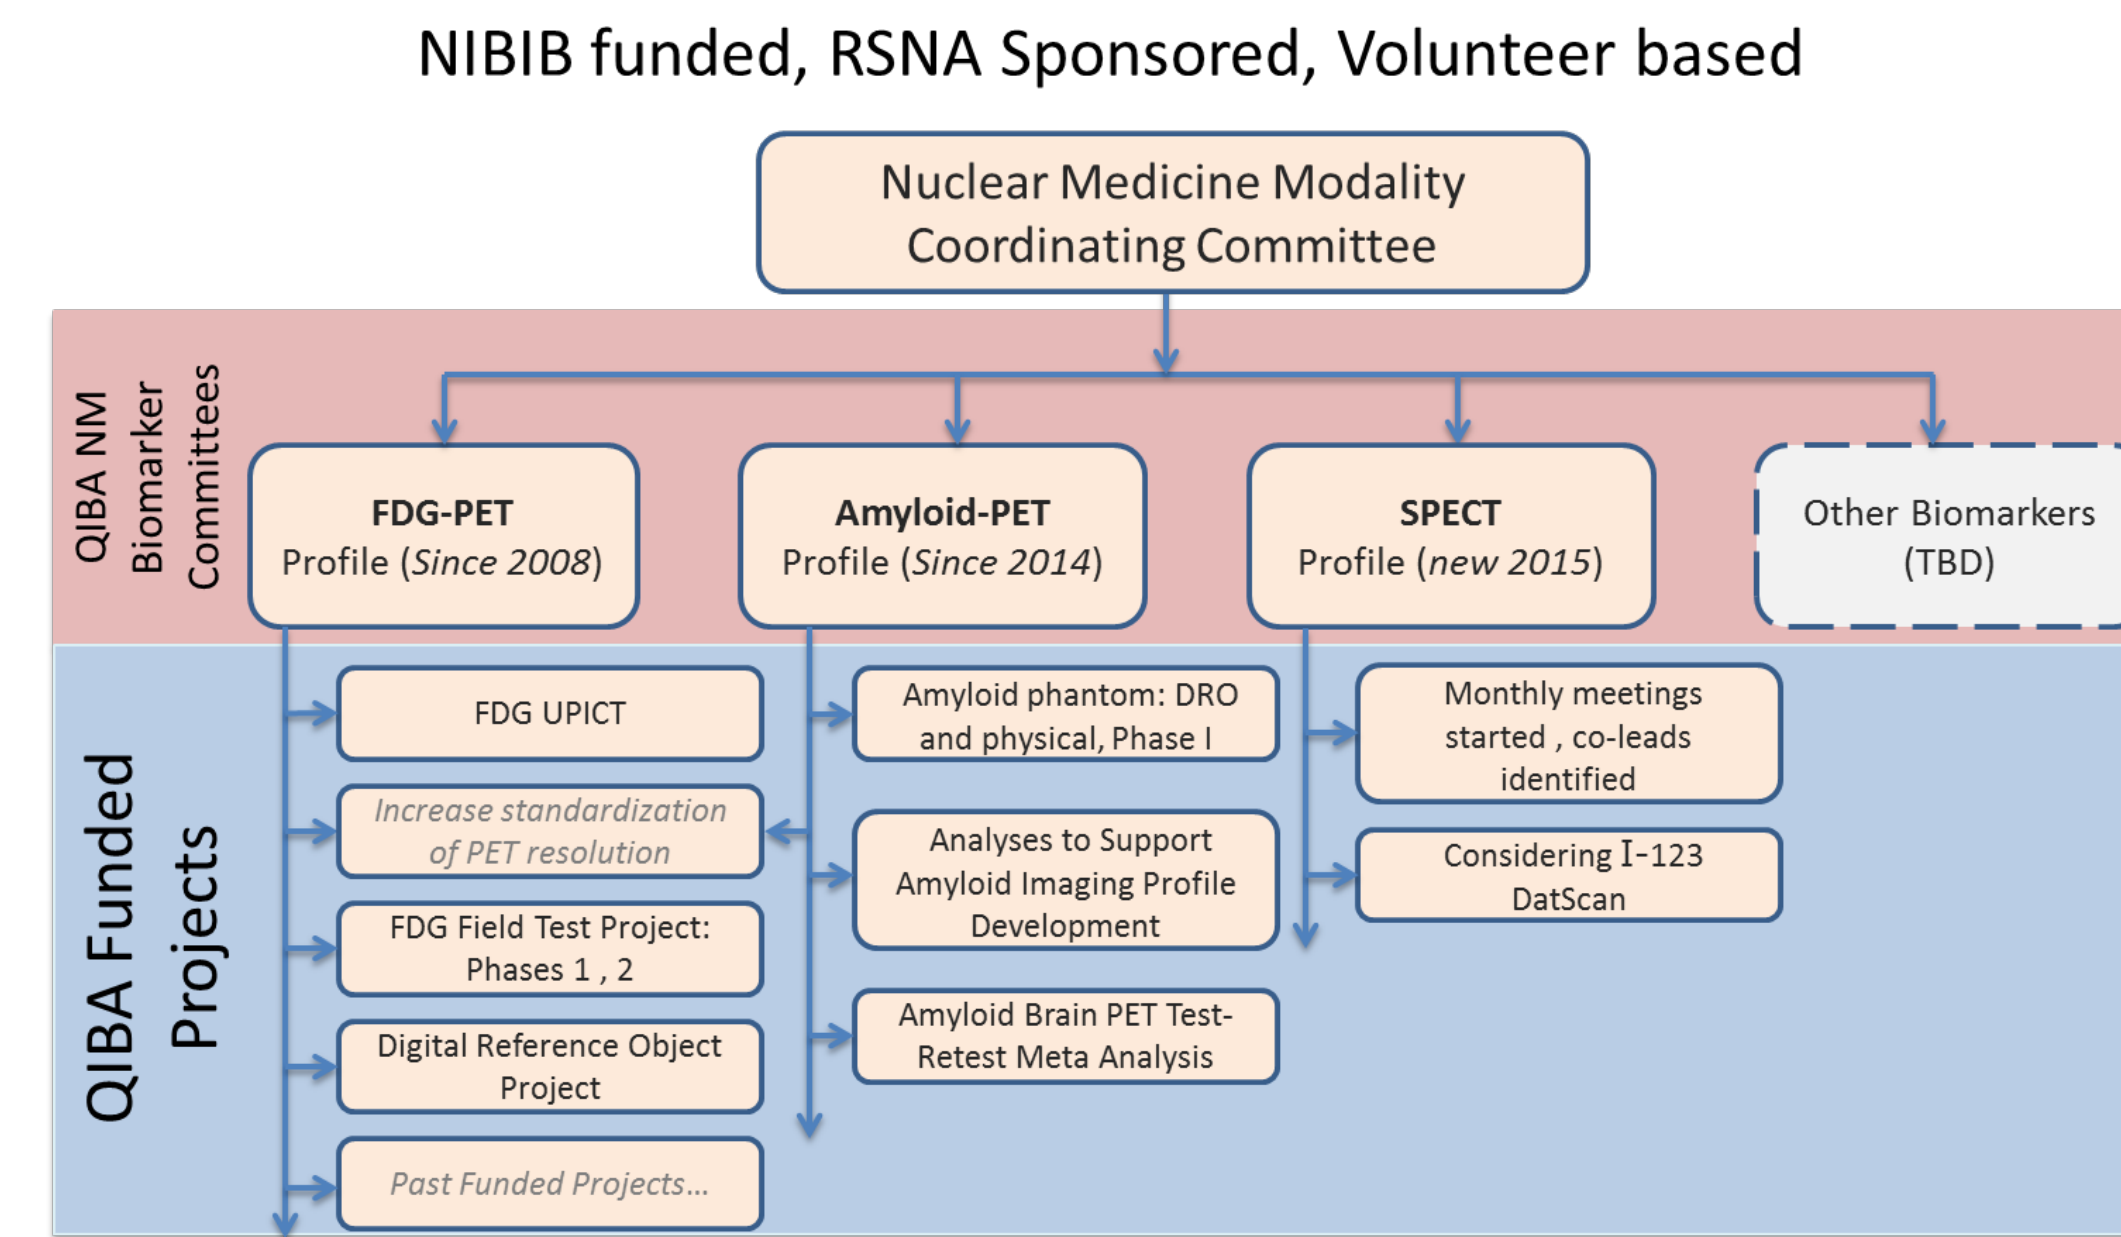 NIBIB funded, RSNA Sponsored, Volunteer based
Nuclear Medicine Modality
Coordinating Committee
QIBA NM
Biomarker
Committees
FDG-PET
Profile (Since 2008)
Amyloid-PET
Profile (Since 2014)
SPECT
Profile (new 2015)
Other Biomarkers
(TBD)
QIBA Funded
Projects
FDG UPICT
Increase standardization
of PET resolution
FDG Field Test Project:
Phases 1 , 2
Digital Reference Object
Project
Past Funded Projects...
Amyloid phantom: DRO
and physical, Phase I
Analyses to Support
Amyloid Imaging Profile
Development
Amyloid Brain PET Test-
Retest Meta Analysis
Monthly meetings
started , co-leads
identified
Considering I-123
DatScan